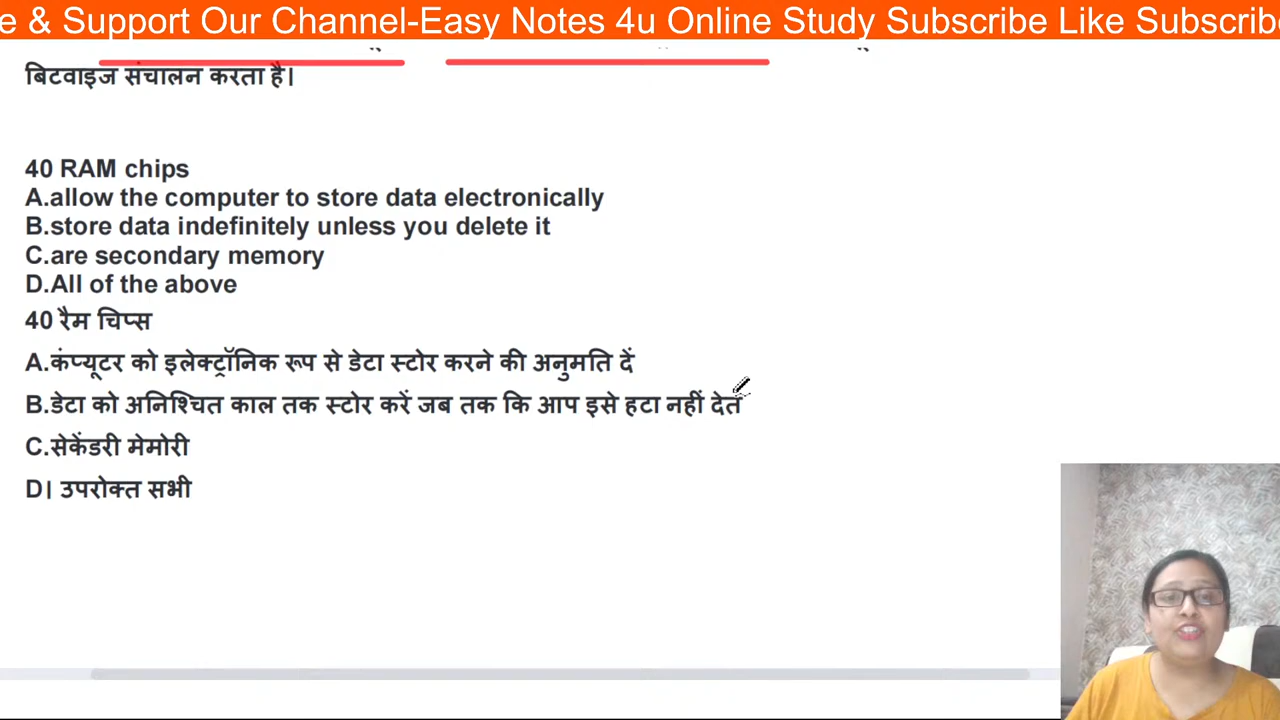 e & Support Our Channel-Easy Notes 4u Online Study Subscribe Like Subscribe
बिटवाइज संचालन करता है।
40 RAM chips
A.allow the computer to store data electronically
B.store data indefinitely unless you delete it
C.are secondary memory
D.All of the above
40 रैम चिप्स
A.कंप्यूटर को इलेक्ट्रॉनिक रूप से डेटा स्टोर करने की अनुमति दें
B.डेटा को अनिश्चित काल तक स्टोर करें जब तक कि आप इसे हटा नहीं देत
C.सेकेंडरी मेमोरी
D। उपरोक्त सभी